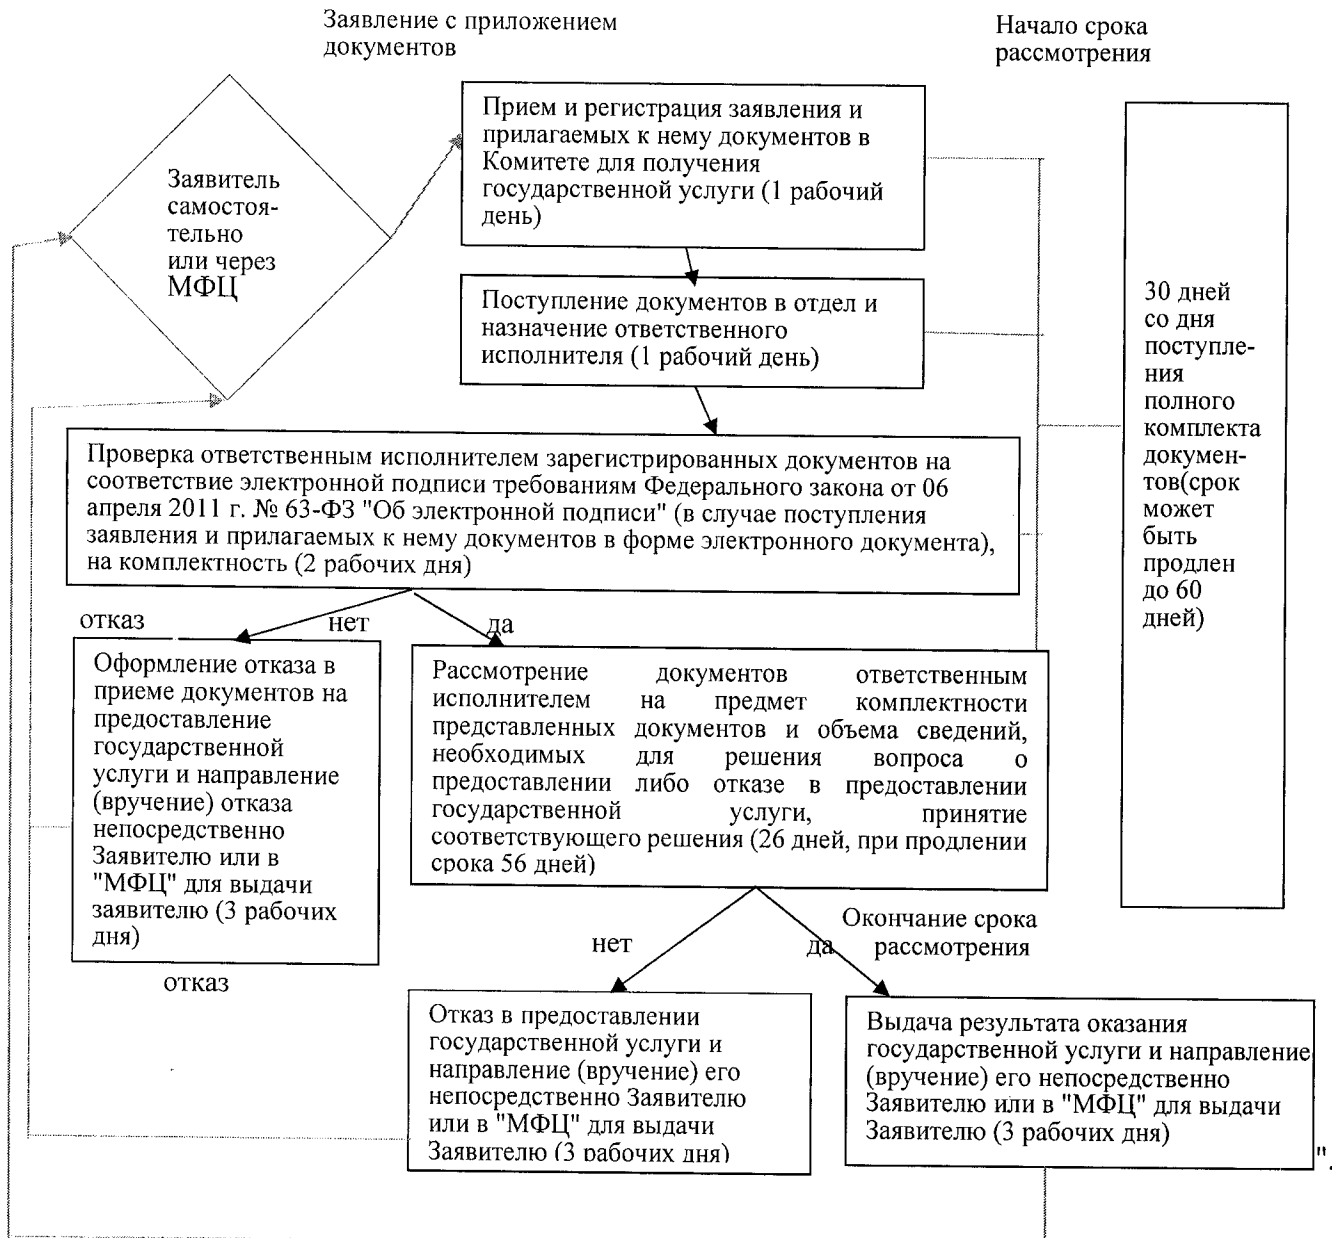 Заявление с приложением
документов
Начало срока
рассмотрения
Прием и регистрация заявления и
прилагаемых к нему документов в
Комитете для получения
государственной услуги (1 рабочий
день)
Заявитель
самостоя-
тельно
или через
МФЦ
Поступление документов в отдел и
назначение ответственного
исполнителя (1 рабочий день)
30 дней
со дня
поступле-
ния
полного
комплекта
докумен-
тов(срок
может
быть
продлен
до 60
дней)
Проверка ответственным исполнителем зарегистрированных документов на
соответствие электронной подписи требованиям Федерального закона от 06
апреля 2011 г. № 63-ФЗ "Об электронной подписи" (в случае поступления
заявления и прилагаемых к нему документов в форме электронного документа),
на комплектность (2 рабочих дня)
отказ
нет
да
Оформление отказа в
приеме документов на
предоставление
государственной
услуги и направление
(вручение) отказа
непосредственно
Заявителю или в
"МФЦ" для выдачи
заявителю (3 рабочих
дня)
отказ
Рассмотрение документов ответственным
исполнителем на предмет комплектности
представленных документов и объема сведений,
необходимых для решения вопроса о
предоставлении либо отказе в предоставлении
государственной услуги, принятие
соответствующего решения (26 дней, при продлении
срока 56 дней)
нет
да
Окончание срока
рассмотрения
Отказ в предоставлении
государственной услуги и
направление (вручение) его
непосредственно Заявителю
или в "МФЦ" для выдачи
Заявителю (3 рабочих дня)
Выдача результата оказания
государственной услуги и направление
(вручение) его непосредственно
Заявителю или в "МФЦ" для выдачи
Заявителю (3 рабочих дня)
".